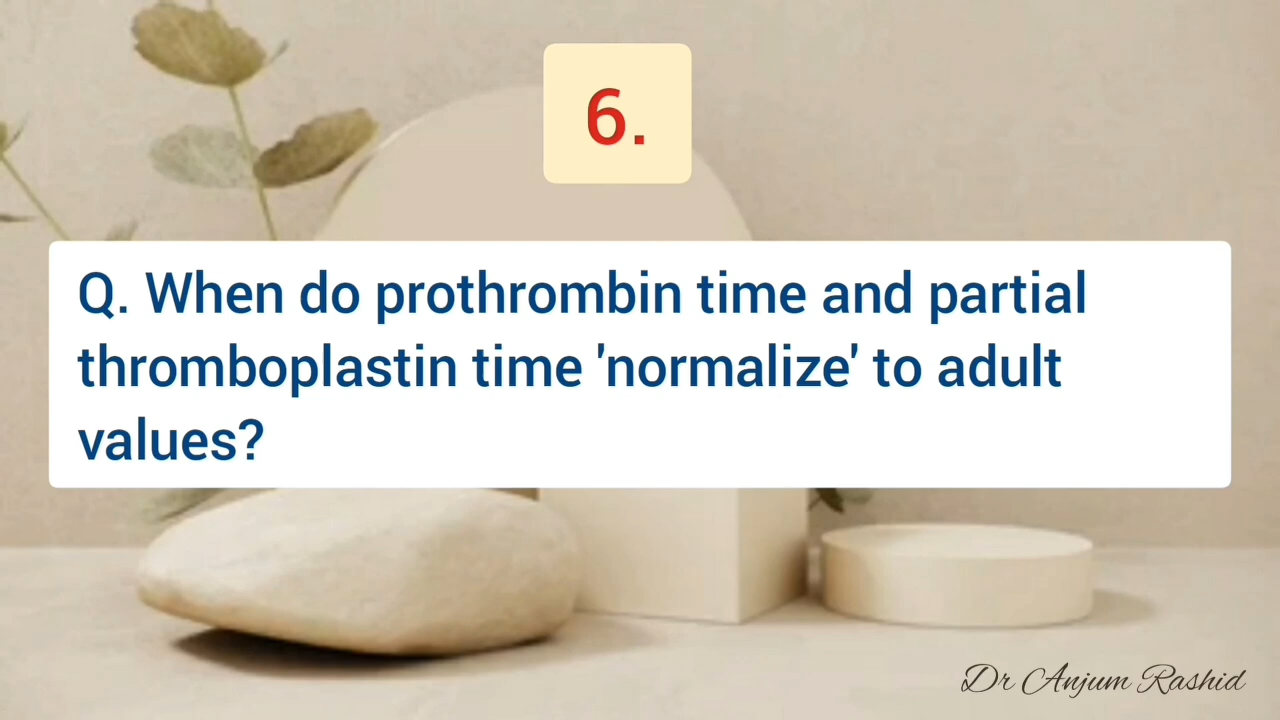 6.
Q. When do prothrombin time and partial
thromboplastin time 'normalize' to adult
values?
Dr Anjum Rashid